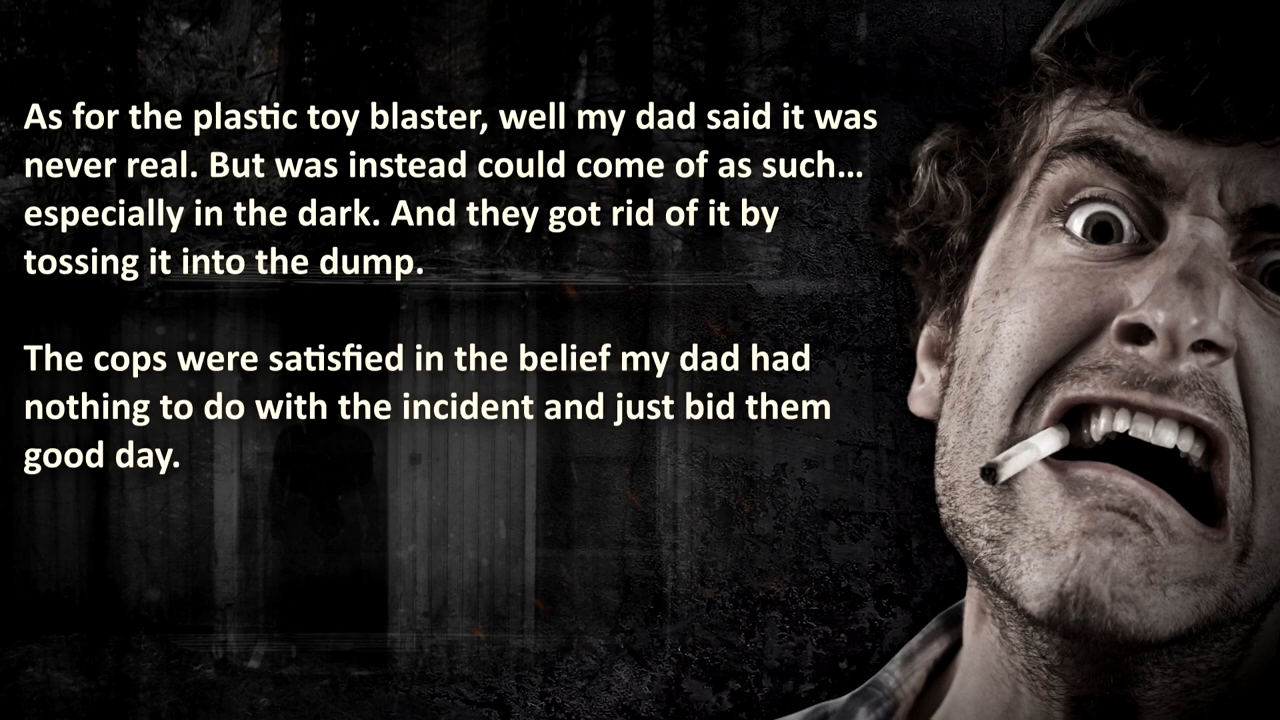 As for the plastic toy blaster, well my dad said it was
never real. But was instead could come of as such…
especially in the dark. And they got rid of it by
tossing it into the dump.
The cops were satisfied in the belief my dad had
nothing to do with the incident and just bid them
good day.